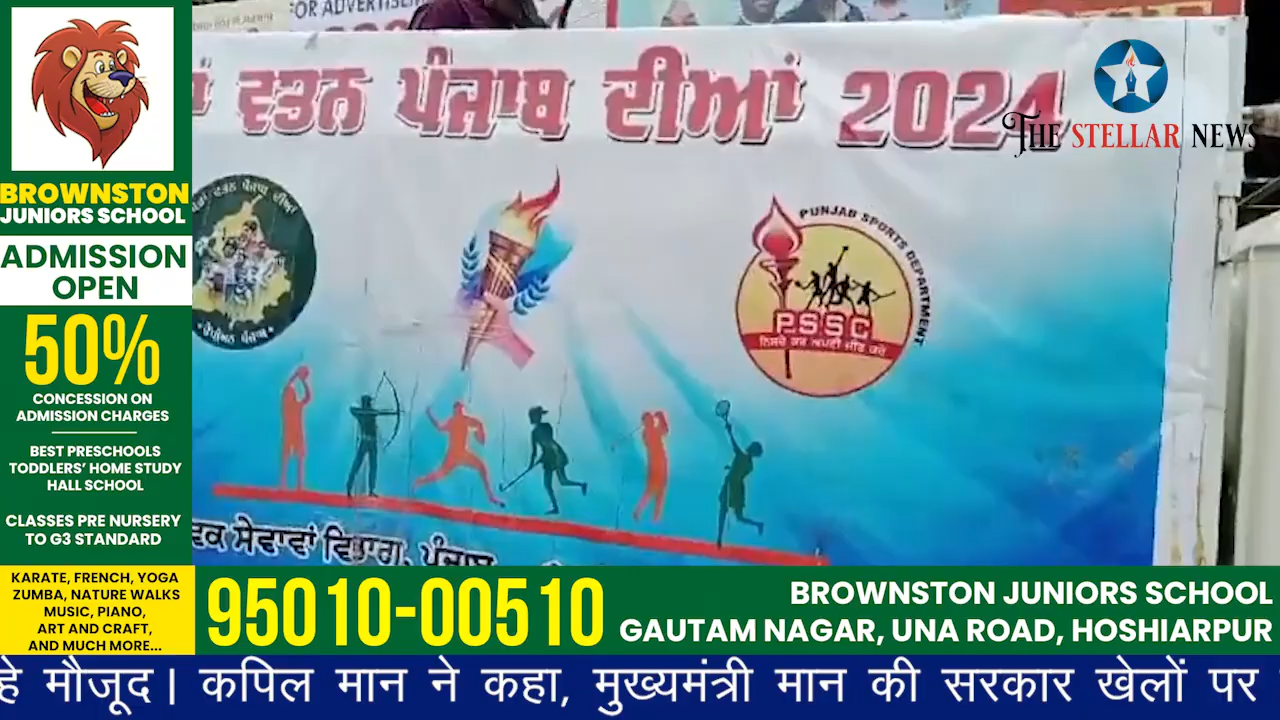 FOR ADVERTISEM
ਵਤਨ ਪੰਜਾਬ ਦੀਆਂ 2024
THE STELLAR NEWS
BROWNSTON
JUNIORS SCHOOL
ਵਤਨ ਪੰਜਾਬ ਦੀਆਂ
PUNJAB SPORTS DEPARTMENT
PSSC
ADMISSION
OPEN
50%
CONCESSION ON
ADMISSION CHARGES
BEST PRESCHOOLS
TODDLERS' HOME STUDY
HALL SCHOOL
CLASSES PRE NURSERY
TO G3 STANDARD
ਸੇਵਾਵਾਂ ਵਿਭਾਗ, ਪੰਜਾਬ
KARATE, FRENCH, YOGA
ZUMBA, NATURE WALKS
MUSIC, PIANO,
ART AND CRAFT,
AND MUCH MORE...
95010-00510
BROWNSTON JUNIORS SCHOOL
GAUTAM NAGAR, UNA ROAD, HOSHIARPUR
हे मौजूद | कपिल मान ने कहा, मुख्यमंत्री मान की सरकार खेलों पर